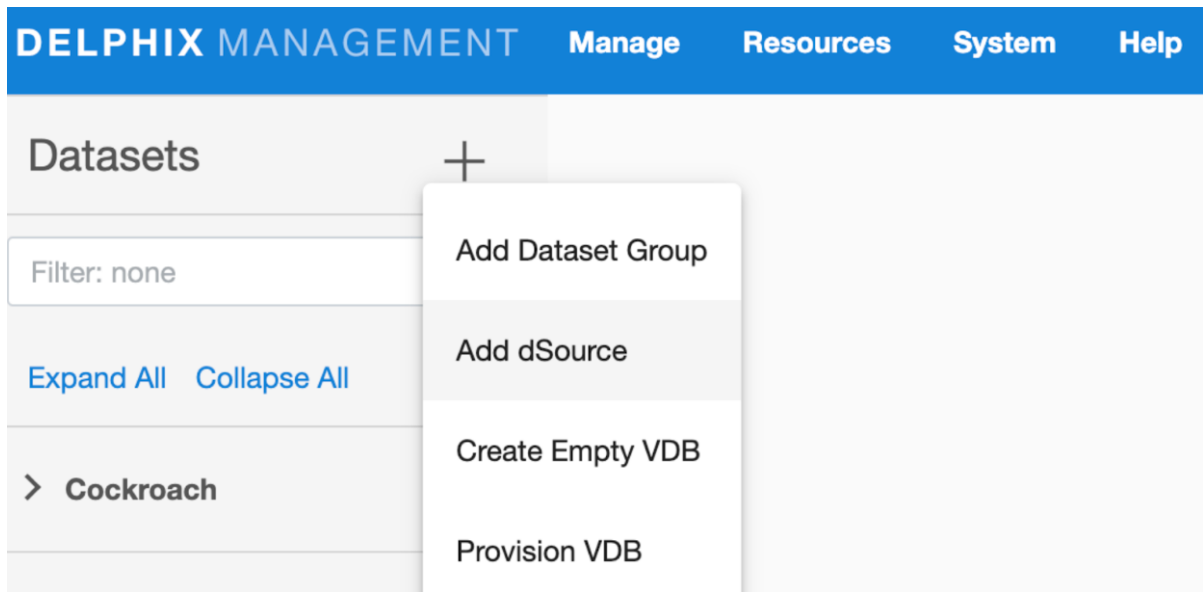 DELPHIX MANAGEMENT Manage Resources System Help
Datasets
Filter: none
Expand All Collapse All
Cockroach
Add Dataset Group
Add dSource
Create Empty VDB
Provision VDB